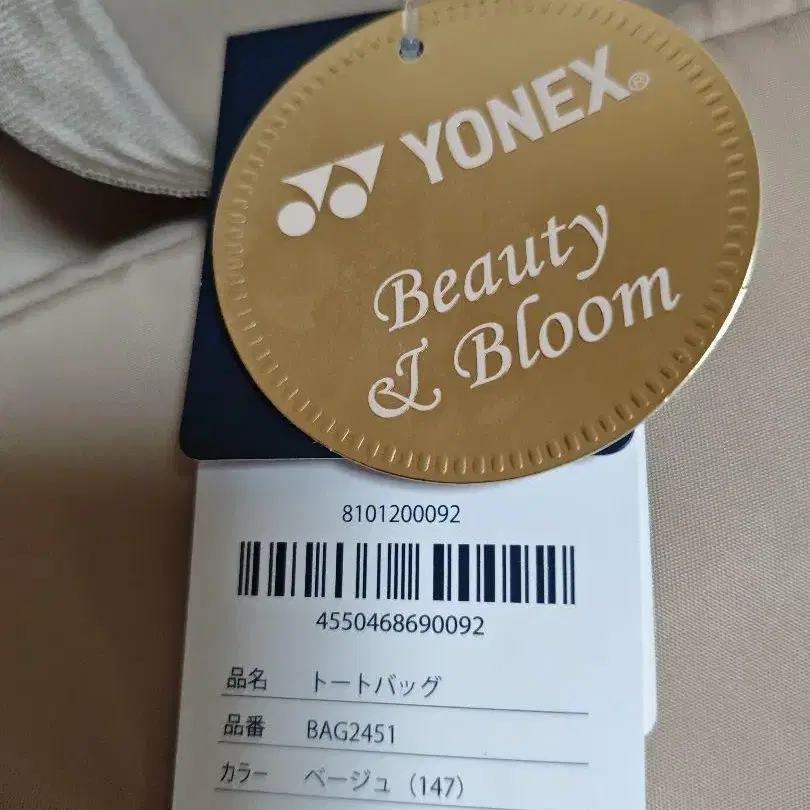 YONEX®
Beauty
& Bloom
8101200092
4550468690092
品名 トートバッグ
品番 BAG2451
カラー ベージュ（147）